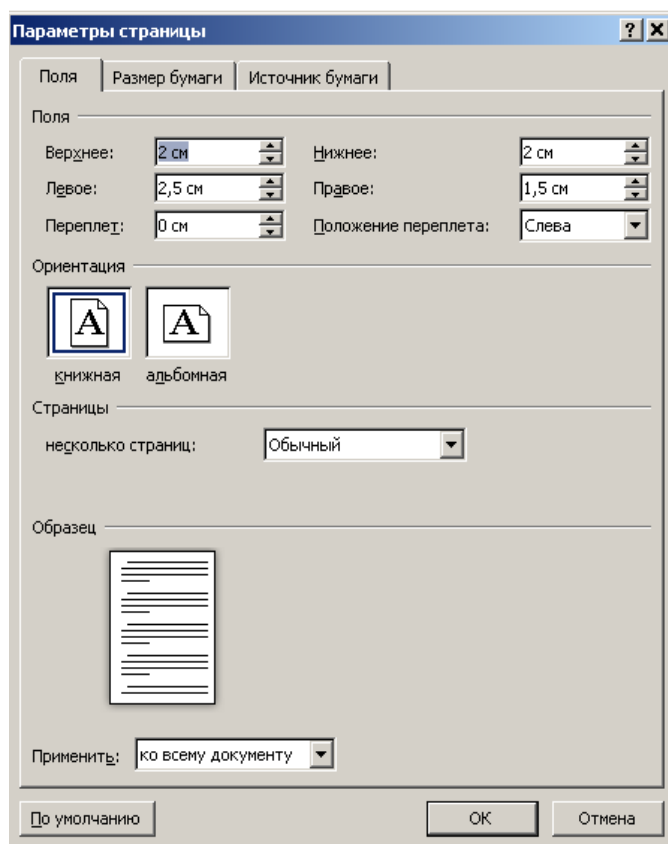 Параметры страницы
Поля Размер бумаги Источник бумаги
Поля
Верхнее: 2 см Нижнее: 2 см
Левое: 2,5 см Правое: 1,5 см
Переплет: 0 см Положение переплета: Слева
Ориентация
A A
книжная альбомная
Страницы
несколько страниц: Обычный
Образец
Применить: ко всему документу
По умолчанию ОК Отмена